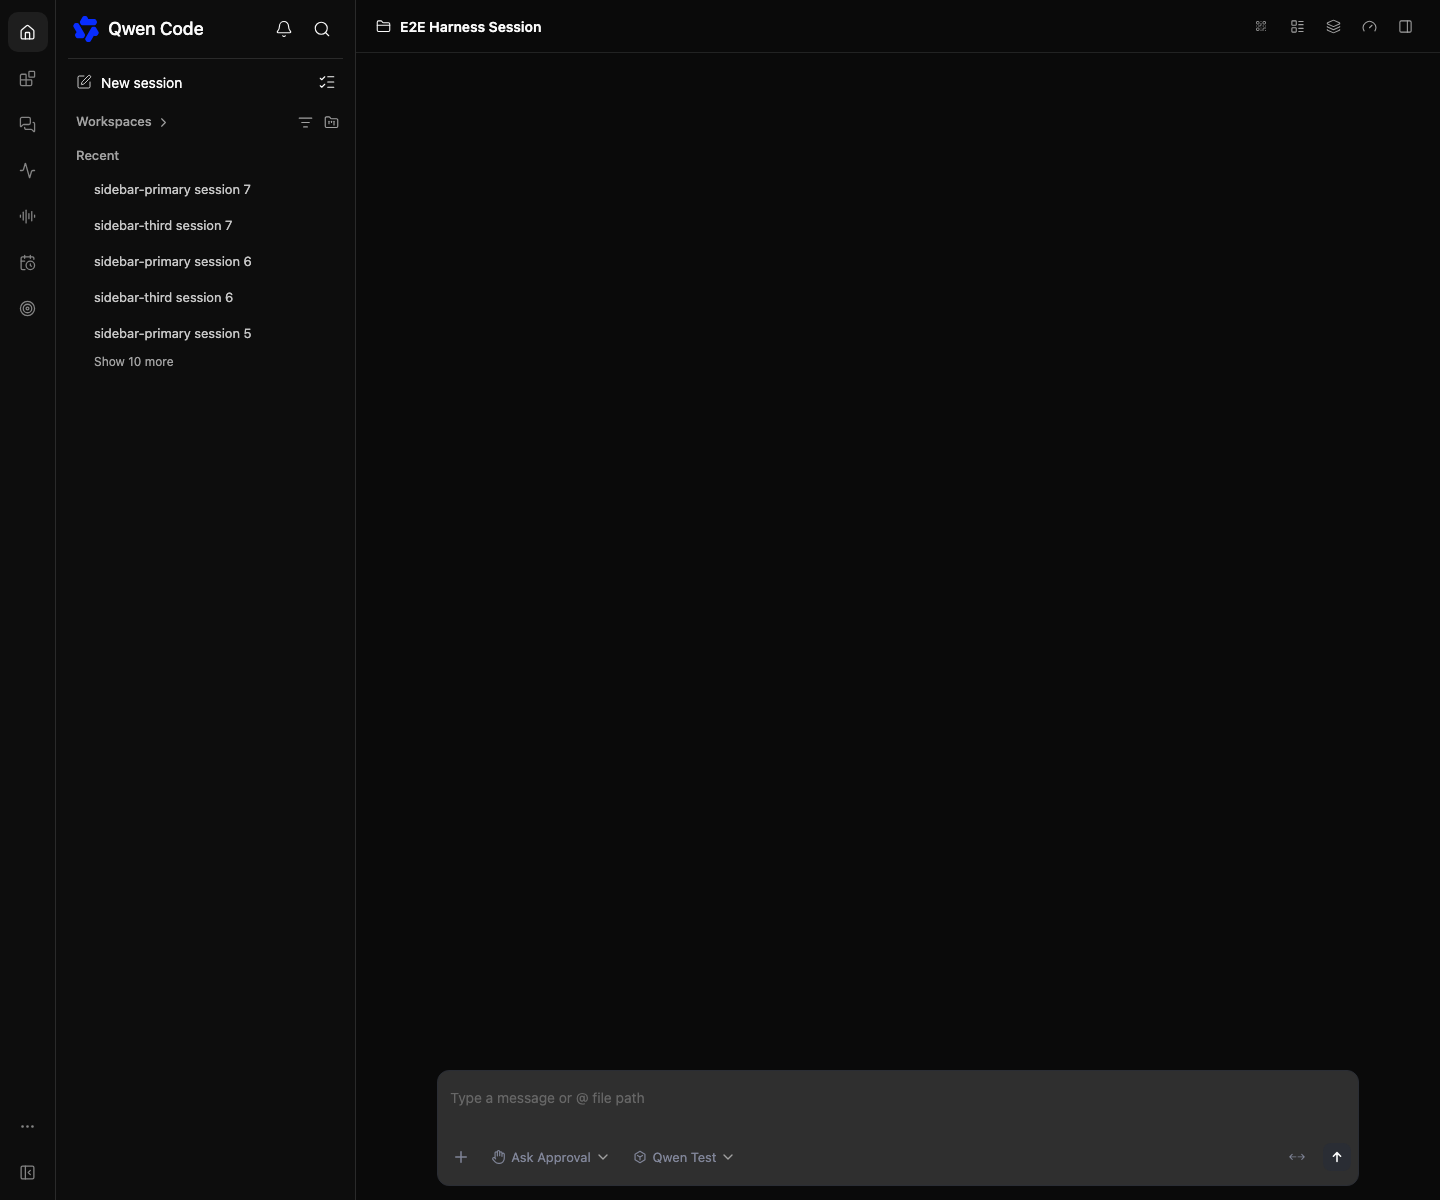 Qwen Code
New session
Workspaces
Recent
sidebar-primary session 7
sidebar-third session 7
sidebar-primary session 6
sidebar-third session 6
sidebar-primary session 5
Show 10 more
E2E Harness Session
Type a message or @ file path
Ask Approval
Qwen Test